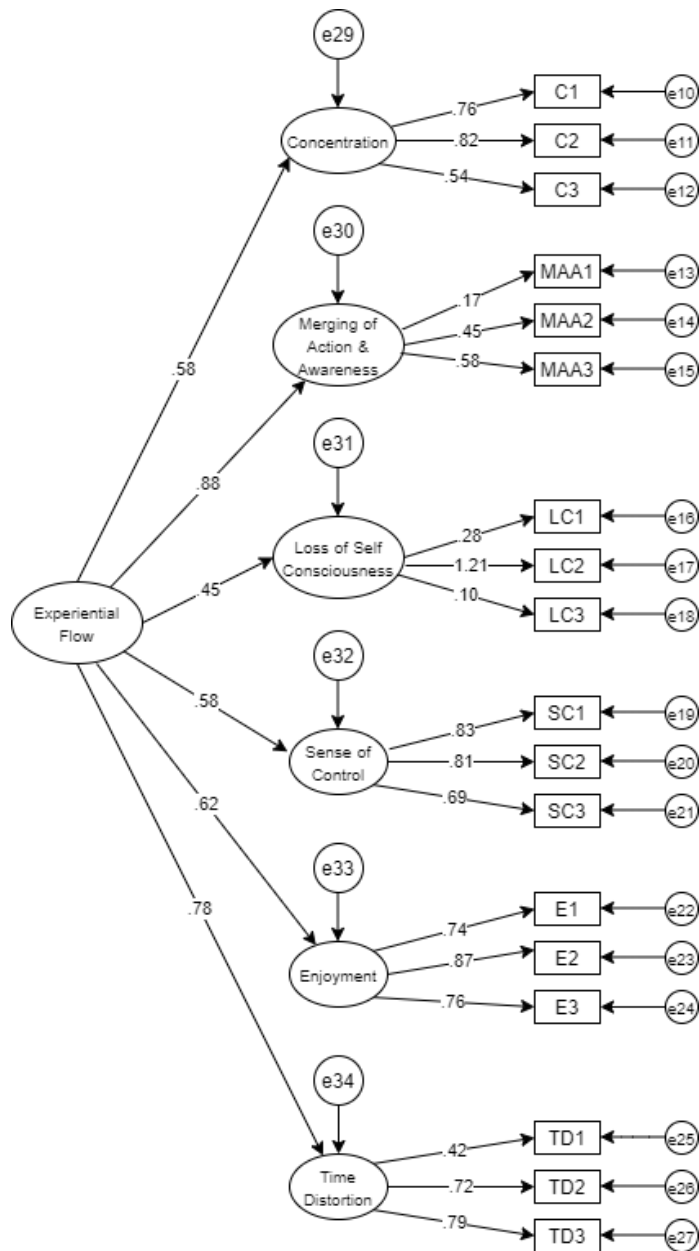 e29
C1
e10
.76
Concentration
.82
C2
e11
.54
C3
e12
e30
MAA1
e13
.17
Merging of
Action &
Awareness
.45
MAA2
e14
.58
MAA3
e15
.58
.88
e31
LC1
e16
.28
Loss of Self
Consciousness
1.21
LC2
e17
.10
LC3
e18
.45
Experiential
Flow
e32
.58
SC1
e19
.83
Sense of
Control
.81
SC2
e20
.69
SC3
e21
.62
e33
.78
E1
e22
.74
Enjoyment
.87
E2
e23
.76
E3
e24
e34
TD1
e25
.42
Time
Distortion
.72
TD2
e26
.79
TD3
e27